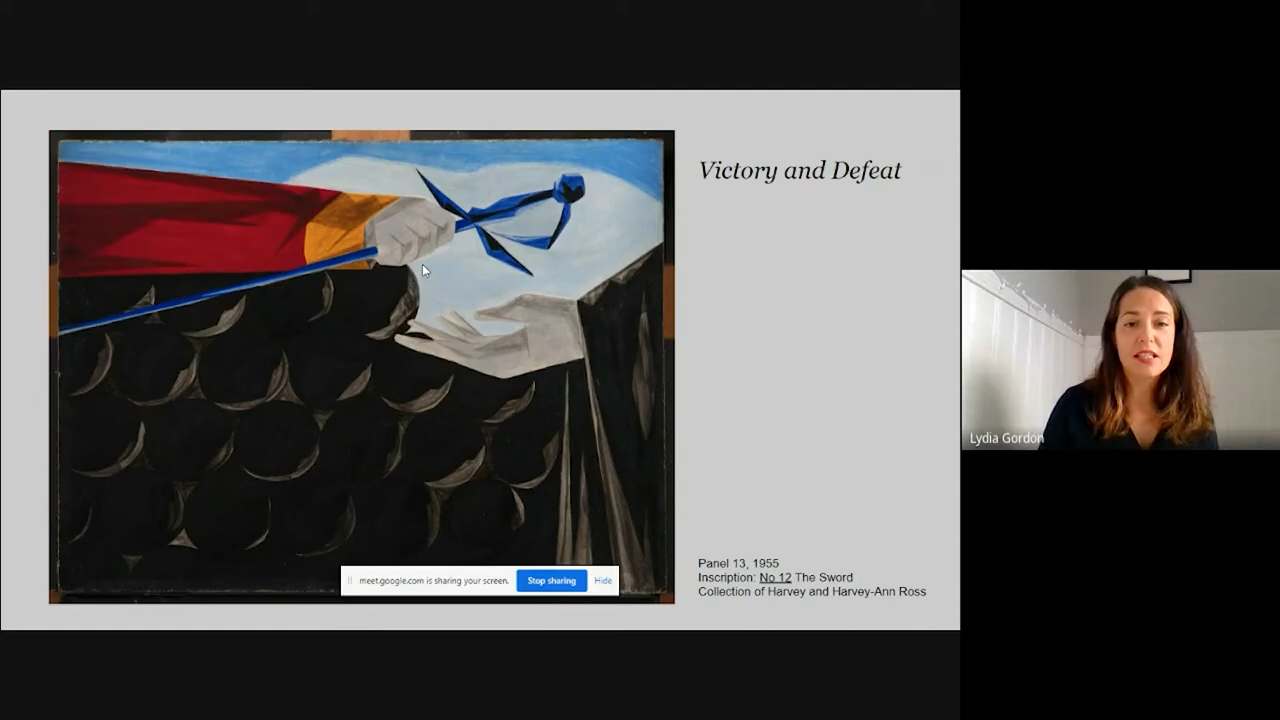 Victory and Defeat
Panel 13, 1955
Inscription: No 12 The Sword
Collection of Harvey and Harvey-Ann Ross
meet.google.com is sharing your screen. Stop sharing Hide
Lydia Gordon